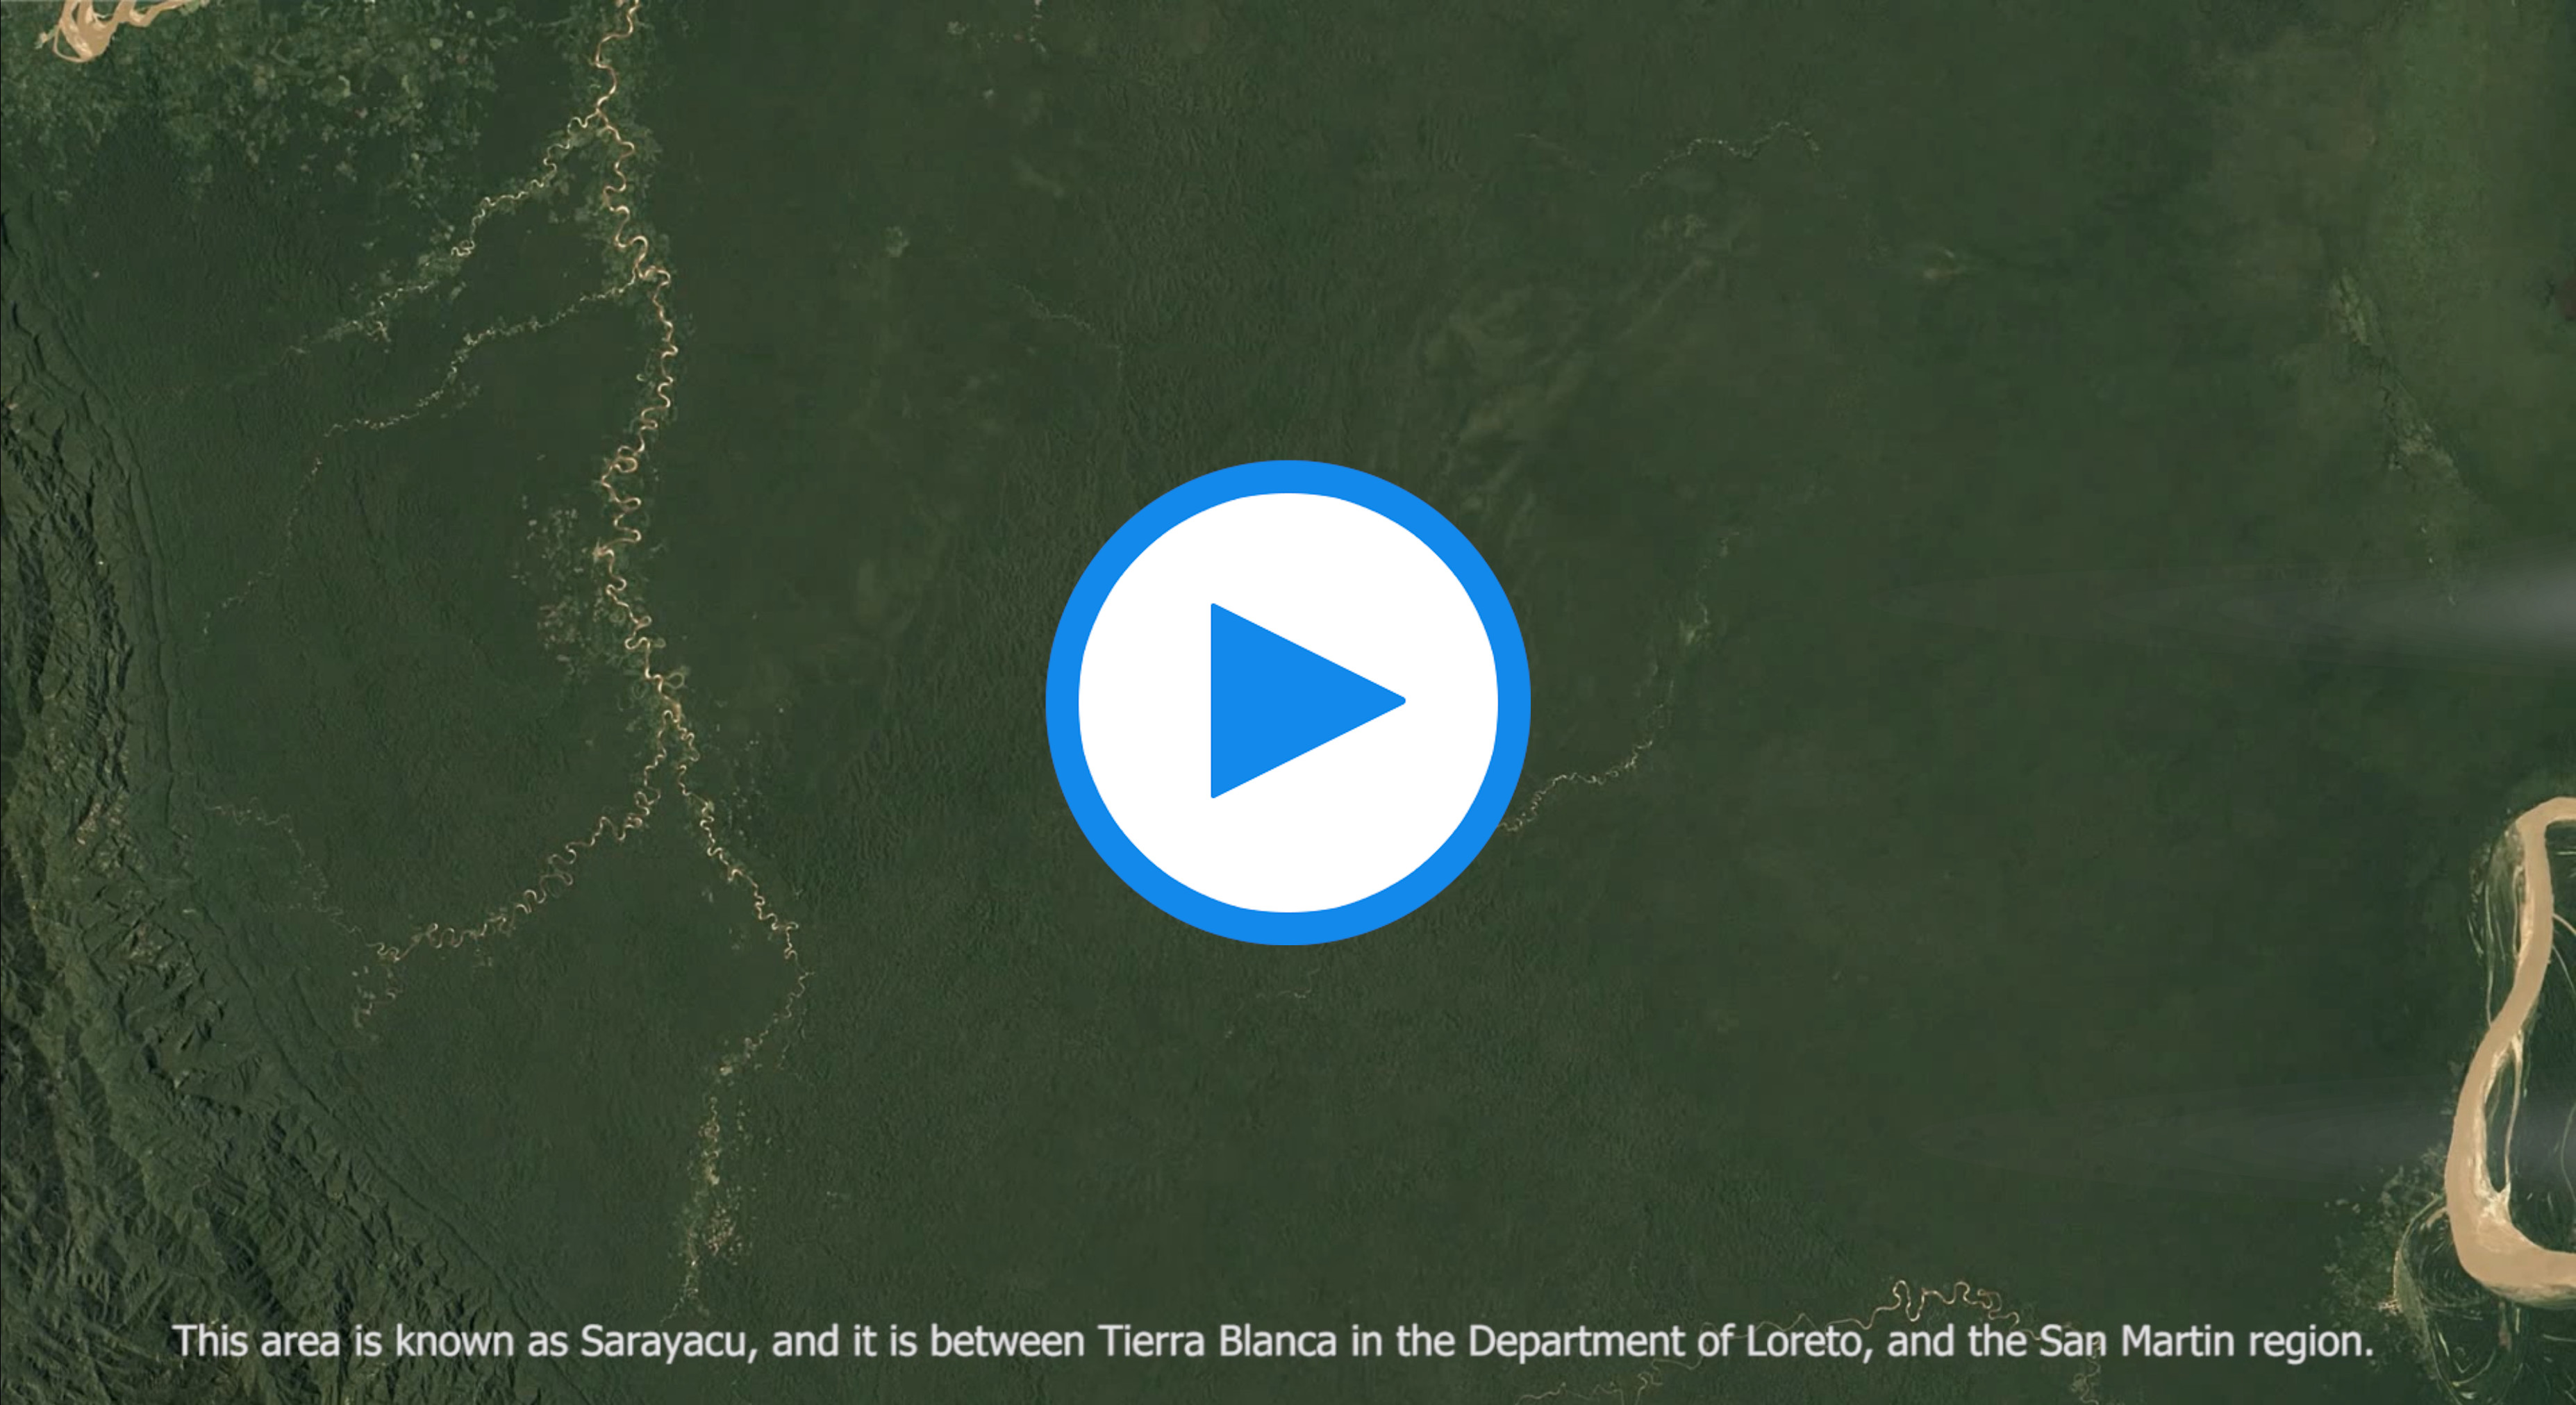 This area is known as Sarayacu, and it is between Tierra Blanca in the Department of Loreto, and the San Martin region.